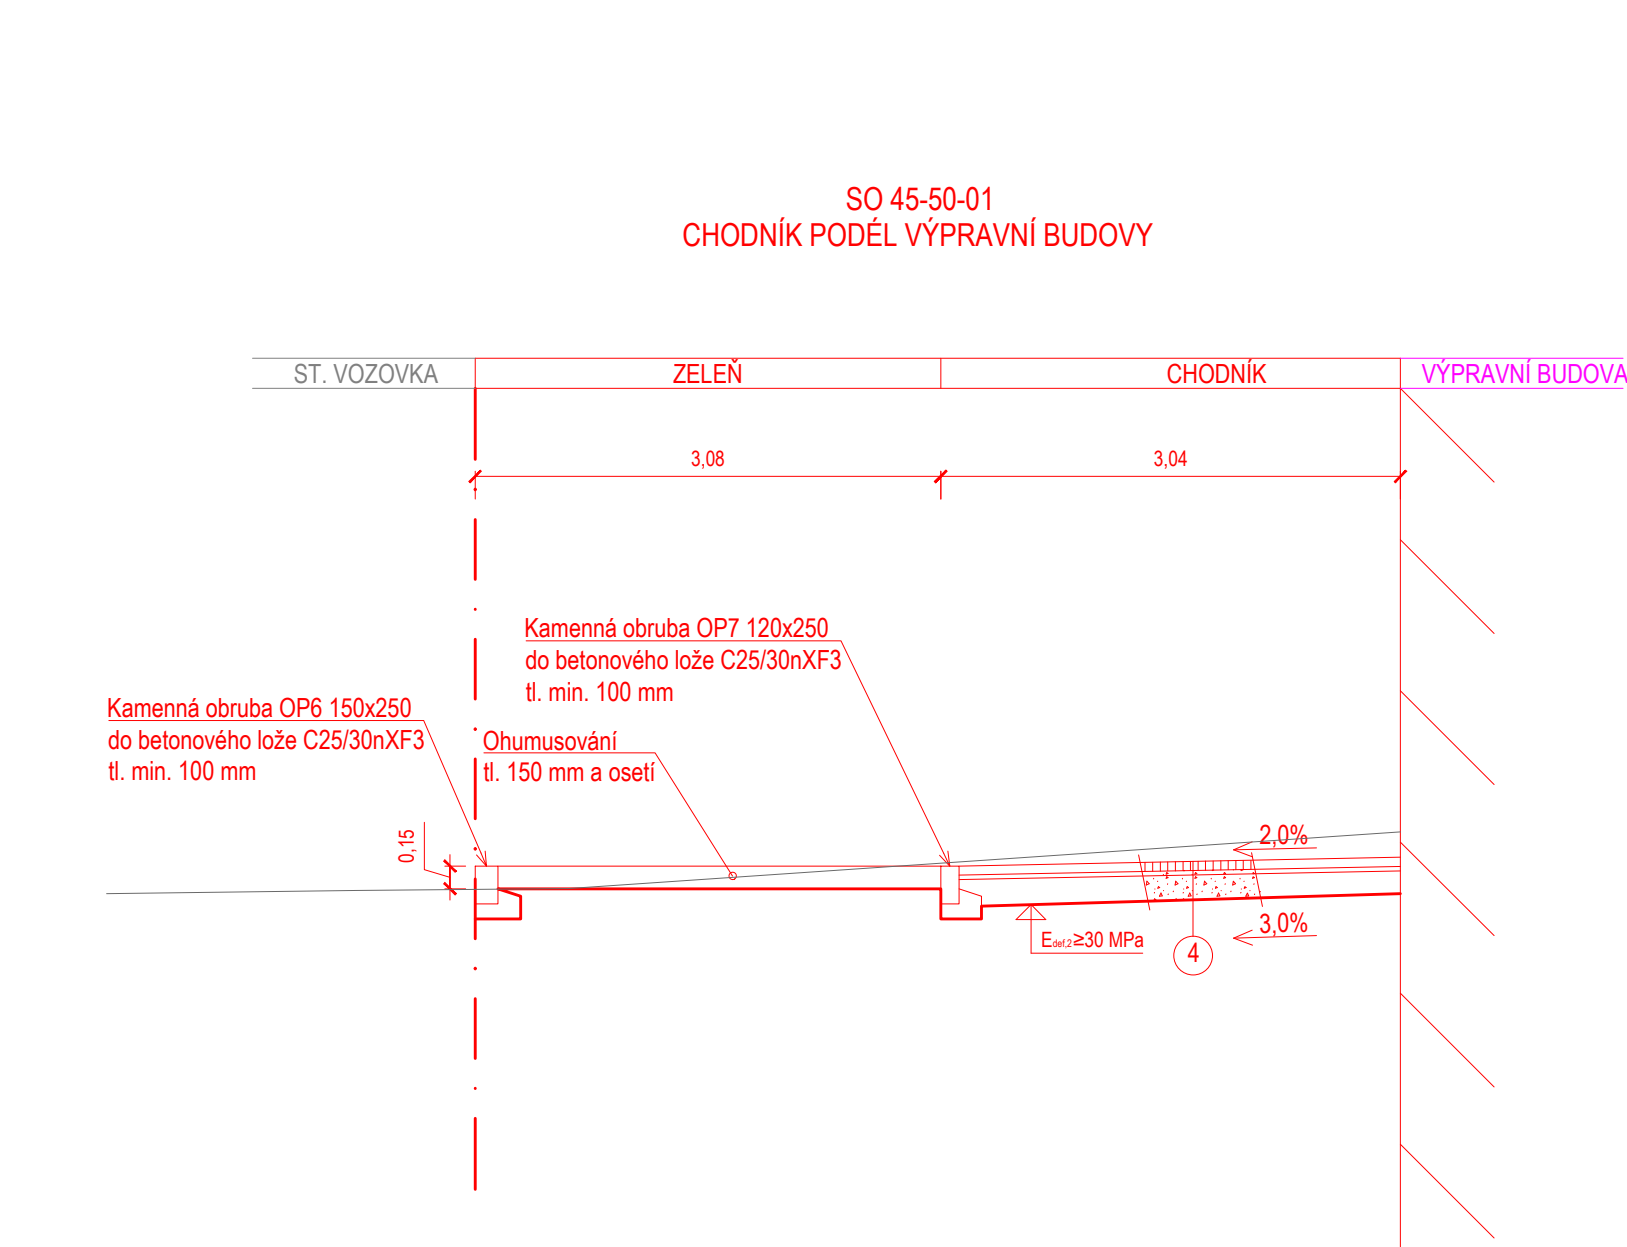 SO 45-50-01
CHODNÍK PODÉL VÝPRAVNÍ BUDOVY
ST. VOZOVKA
ZELEŇ
CHODNÍK
VÝPRAVNÍ BUDOVA
3,08
3,04
Kamenná obruba OP7 120x250
do betonového lože C25/30nXF3
tl. min. 100 mm
Kamenná obruba OP6 150x250
do betonového lože C25/30nXF3
tl. min. 100 mm
Ohumusování
tl. 150 mm a osetí
0,15
2,0%
3,0%
Edef,2≥30 MPa
4